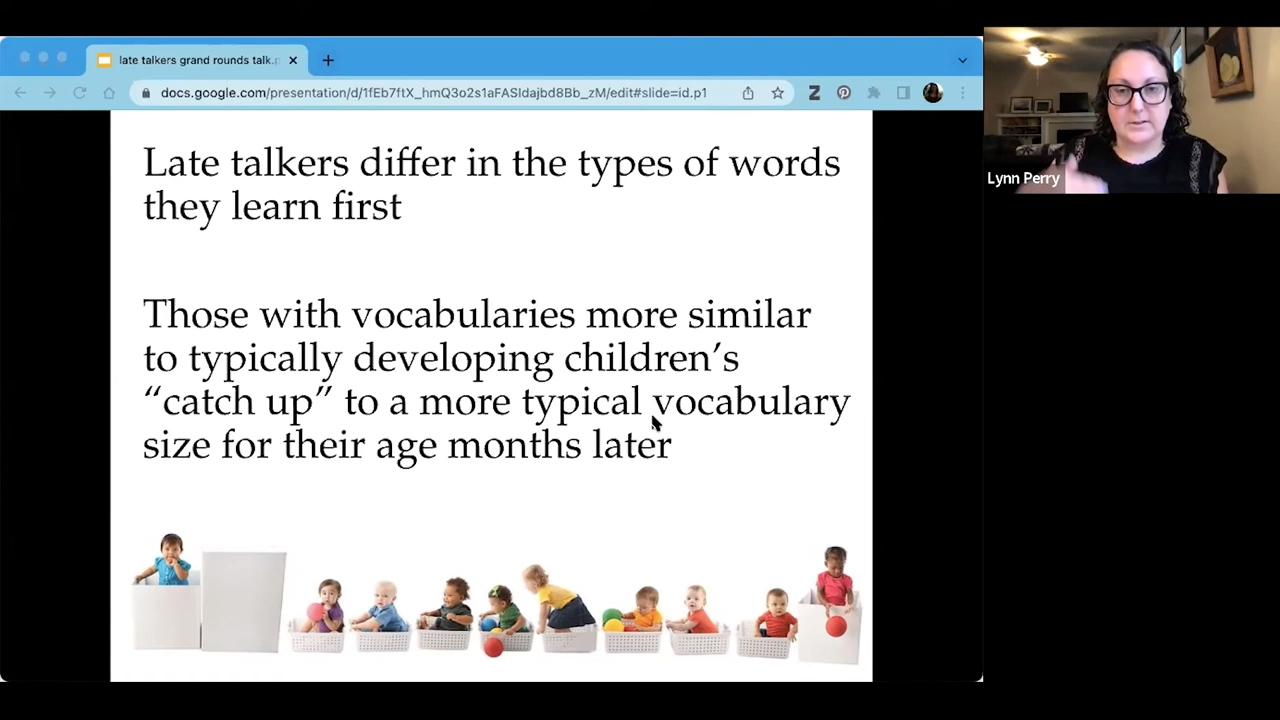 late talkers grand rounds talk.p
docs.google.com/presentation/d/1fEb7ftX_hmQ3o2s1aFASIdajbd8Bb_zM/edit#slide=id.p1
Late talkers differ in the types of words
they learn first
Those with vocabularies more similar
to typically developing children’s
“catch up” to a more typical vocabulary
size for their age months later
Lynn Perry